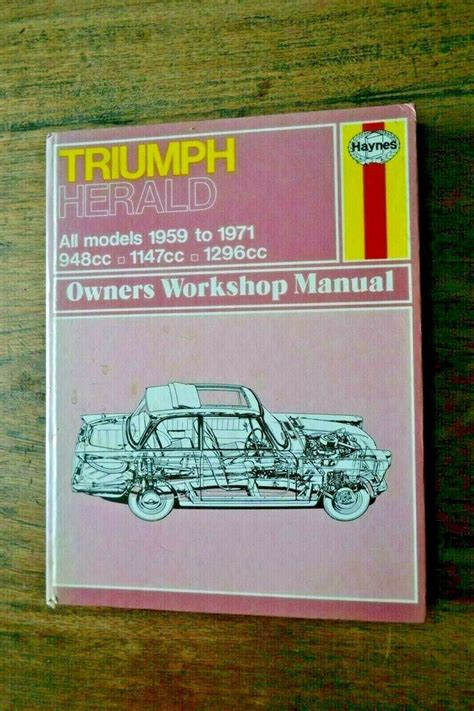 TRIUMPH
HERALD
Haynes
All models 1959 to 1971
948cc □ 1147cc □ 1296cc
Owners Workshop Manual